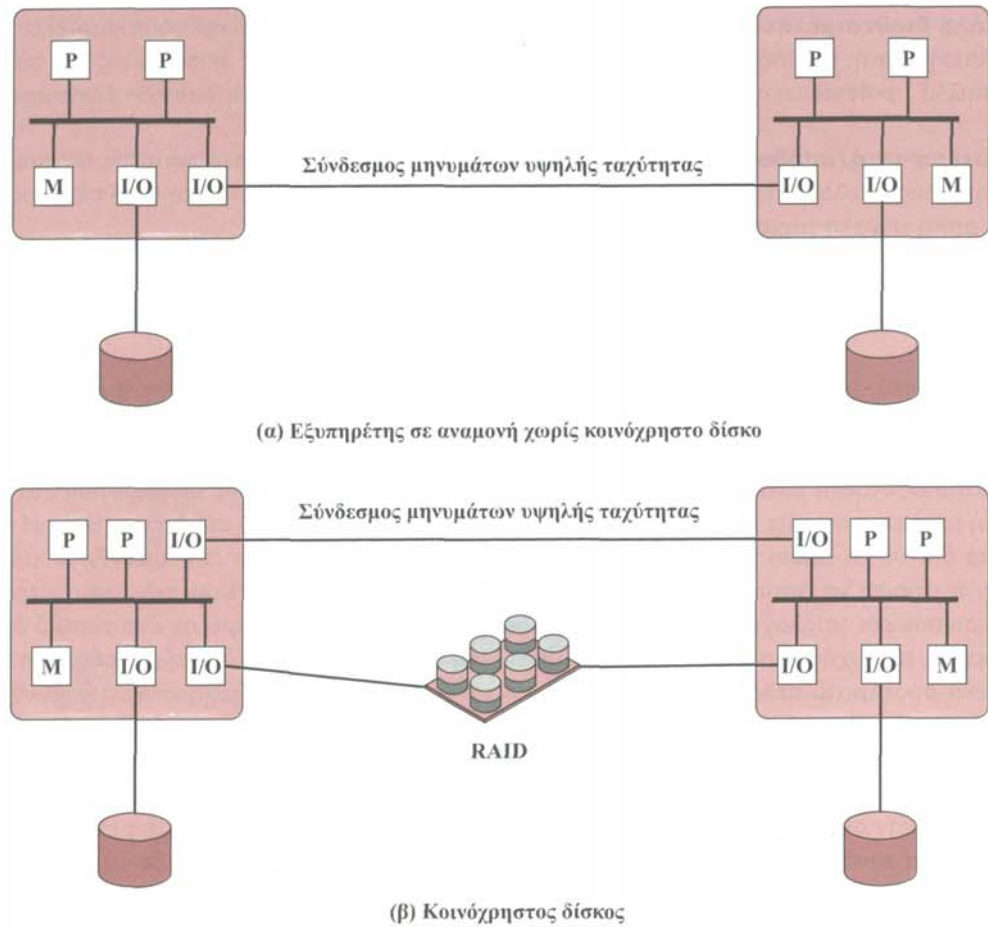 P P
P P
M I/O I/O
Σύνδεσμος μηνυμάτων υψηλής ταχύτητας
I/O I/O M
(α) Εξυπηρέτης σε αναμονή χωρίς κοινόχρηστο δίσκο
Σύνδεσμος μηνυμάτων υψηλής ταχύτητας
P P I/O
I/O P P
M I/O I/O
I/O I/O M
RAID
(β) Κοινόχρηστος δίσκος